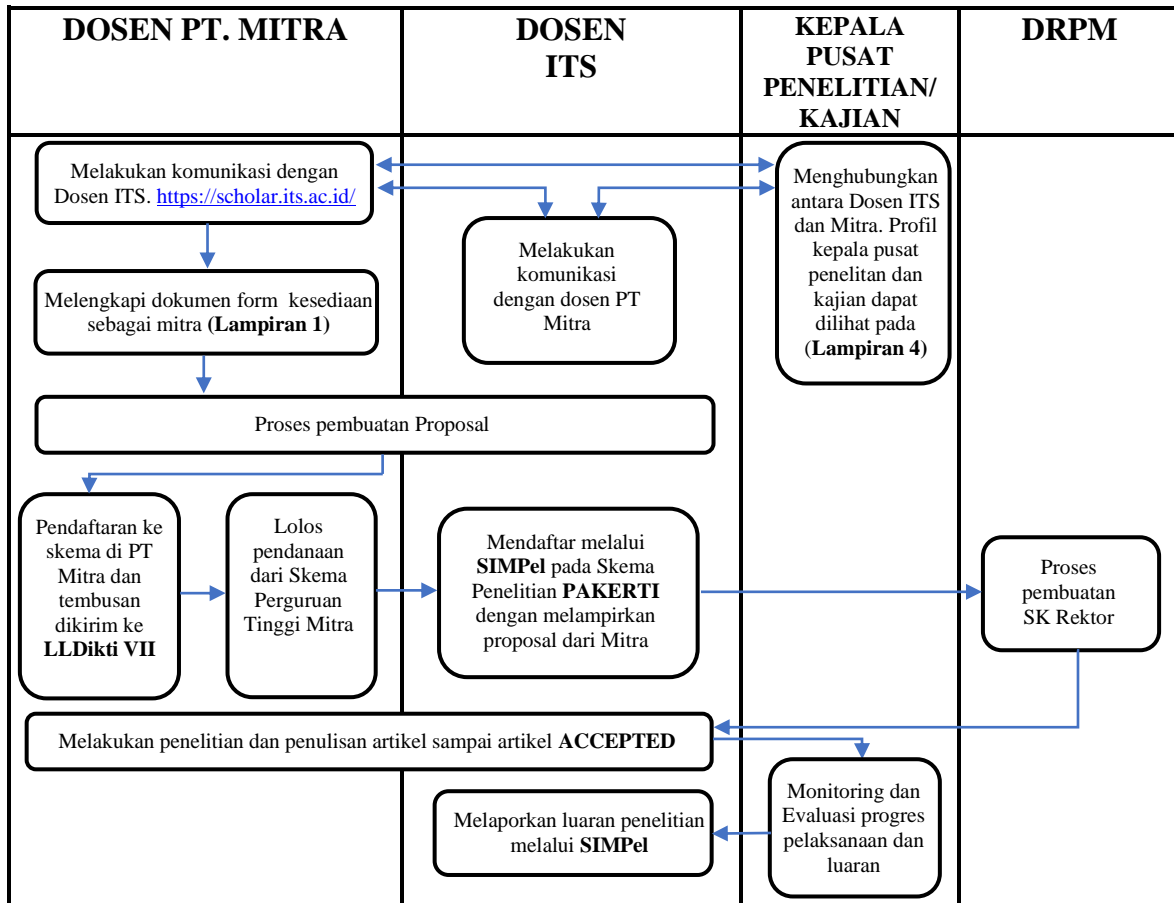 DOSEN PT. MITRA
DOSEN
ITS
KEPALA
PUSAT
PENELITIAN/
KAJIAN
DRPM
Melakukan komunikasi dengan
Dosen ITS. https://scholar.its.ac.id/
Menghubungkan
antara Dosen ITS
dan Mitra. Profil
kepala pusat
penelitan dan
kajian dapat
dilihat pada
(Lampiran 4)
Melakukan
komunikasi
dengan dosen PT
Mitra
Melengkapi dokumen form kesediaan
sebagai mitra (Lampiran 1)
Proses pembuatan Proposal
Pendaftaran ke
skema di PT
Mitra dan
tembusan
dikirim ke
LLDikti VII
Lolos
pendanaan
dari Skema
Perguruan
Tinggi Mitra
Mendaftar melalui
SIMPel pada Skema
Penelitian PAKERTI
dengan melampirkan
proposal dari Mitra
Proses
pembuatan
SK Rektor
Melakukan penelitian dan penulisan artikel sampai artikel ACCEPTED
Monitoring dan
Evaluasi progres
pelaksanaan dan
luaran
Melaporkan luaran penelitian
melalui SIMPel